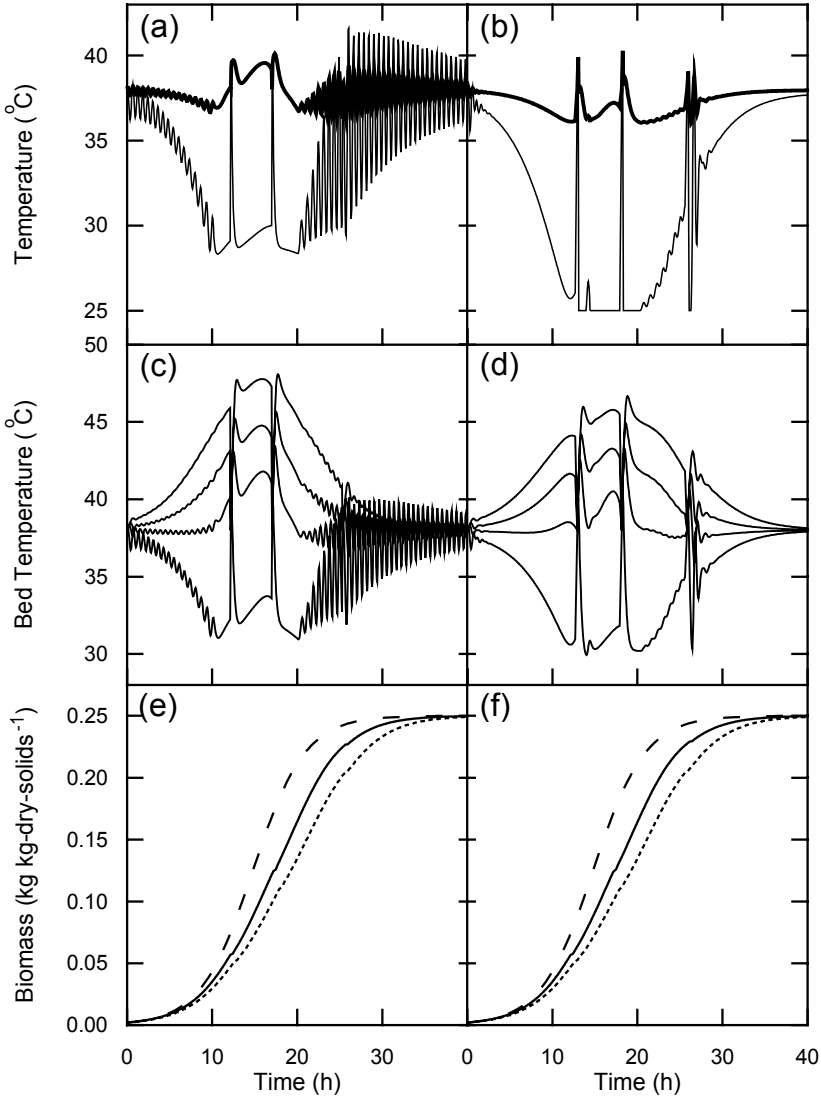 (a)
(b)
40
35
30
25
Temperature (°C)
(c)
(d)
50
45
40
35
30
Bed Temperature (°C)
(e)
(f)
0.25
0.20
0.15
0.10
0.05
0.00
Biomass (kg kg-dry-solids-1)
0 10 20 30 0 10 20 30 40
Time (h) Time (h)